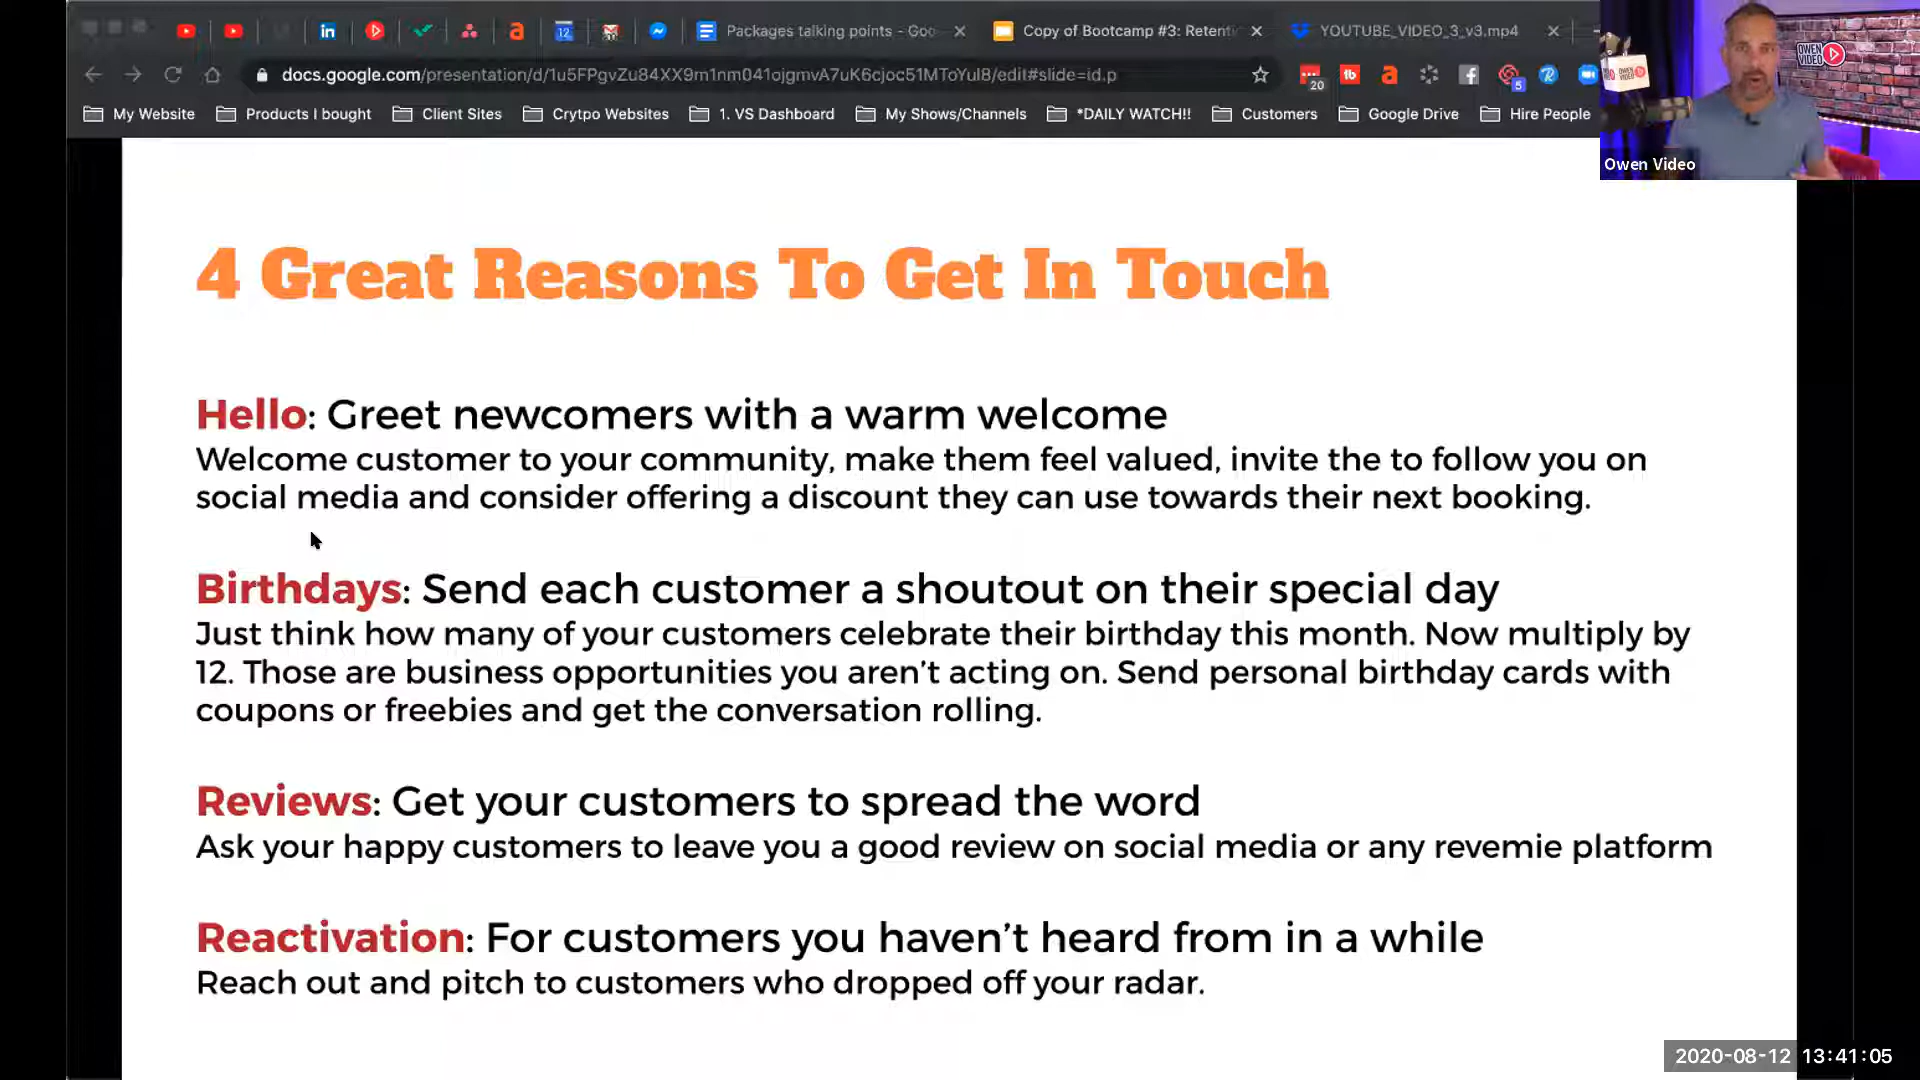 Packages talking points - Goo
Copy of Bootcamp #3: Retenti
YOUTUBE_VIDEO_3_v3.mp4
docs.google.com/presentation/d/1u5FPgvZu84XX9m1nm041ojgmvA7uK6cjoc51MToYuI8/edit#slide=id.p
20
5
My Website
Products I bought
Client Sites
Crytpo Websites
1. VS Dashboard
My Shows/Channels
*DAILY WATCH!!
Customers
Google Drive
Hire People
OWEN
VIDEO
Owen Video
4 Great Reasons To Get In Touch
Hello: Greet newcomers with a warm welcome
Welcome customer to your community, make them feel valued, invite the to follow you on
social media and consider offering a discount they can use towards their next booking.
Birthdays: Send each customer a shoutout on their special day
Just think how many of your customers celebrate their birthday this month. Now multiply by
12. Those are business opportunities you aren’t acting on. Send personal birthday cards with
coupons or freebies and get the conversation rolling.
Reviews: Get your customers to spread the word
Ask your happy customers to leave you a good review on social media or any revemie platform
Reactivation: For customers you haven’t heard from in a while
Reach out and pitch to customers who dropped off your radar.
2020-08-12 13:41:05